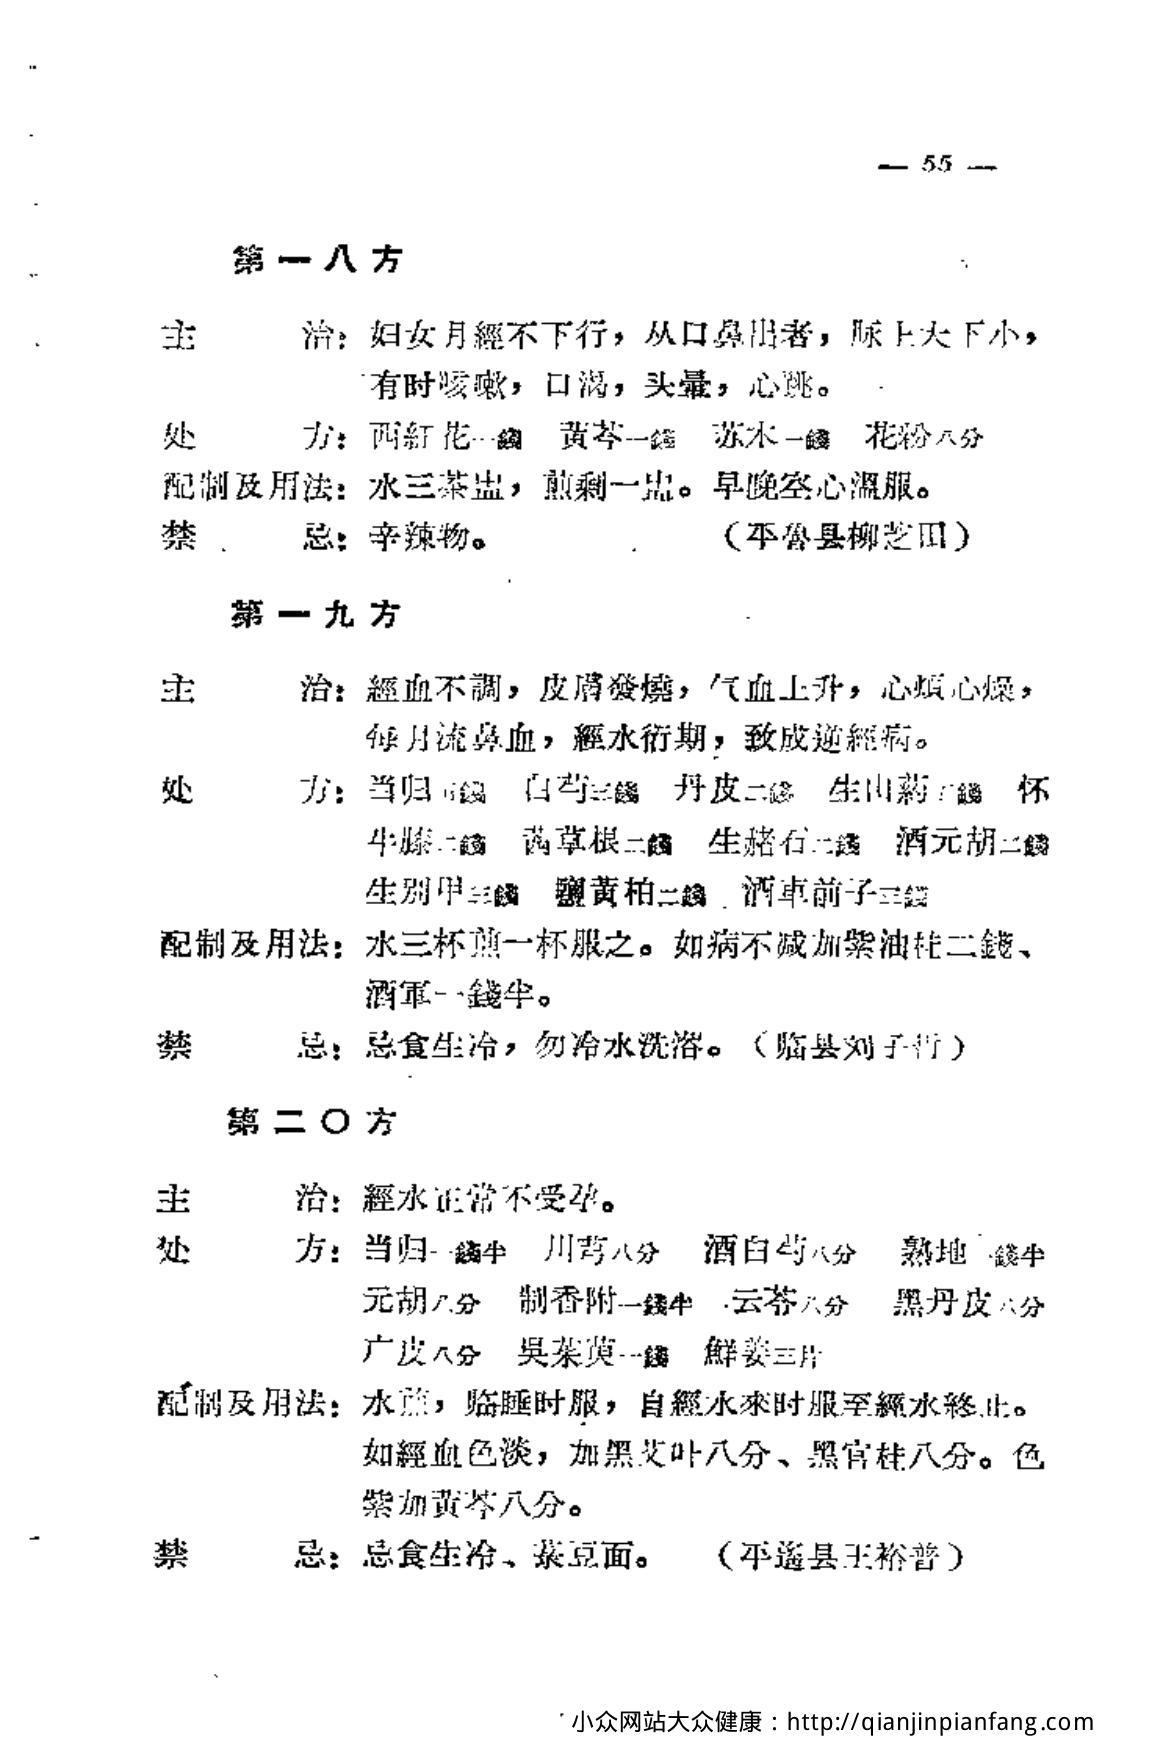 — 55 —
第一八方
主治：妇女月經不下行，从口鼻出者，脉上大下小，
有时咳嗽，口渴，头暈，心跳。
处方：西紅花一錢 黃芩一錢 苏木一錢 花粉八分
配制及用法：水三茶盅，煎剩一盅。早晚空心溫服。
禁忌：辛辣物。（平魯县柳芝田）
第一九方
主治：經血不調，皮膚發燒，气血上升，心煩心燥，
每月流鼻血，經水衍期，致成逆經病。
处方：当归 錢 白芍三錢 丹皮二錢 生山藥 錢 怀
牛膝二錢 茜草根二錢 生赭石二錢 酒元胡二錢
生別甲三錢 鹽黃柏二錢 酒車前子三錢
配制及用法：水三杯煎一杯服之。如病不减加紫油桂二錢、
酒軍一錢半。
禁忌：忌食生冷，勿冷水洗浴。（临县刘子 ）
第二〇方
主治：經水正常不受孕。
处方：当归一錢半 川芎八分 酒白芍八分 熟地一錢半
元胡八分 制香附一錢半 云苓八分 黑丹皮八分
广皮八分 吳茱萸一錢 鮮姜三片
配制及用法：水煎，临睡时服，自經水來时服至經水終止。
如經血色淡，加黑艾叶八分、黑官桂八分。色
紫加黃芩八分。
禁忌：忌食生冷、菉豆面。（平遙县王裕普）
小众网站大众健康：http://qianjinpianfang.com